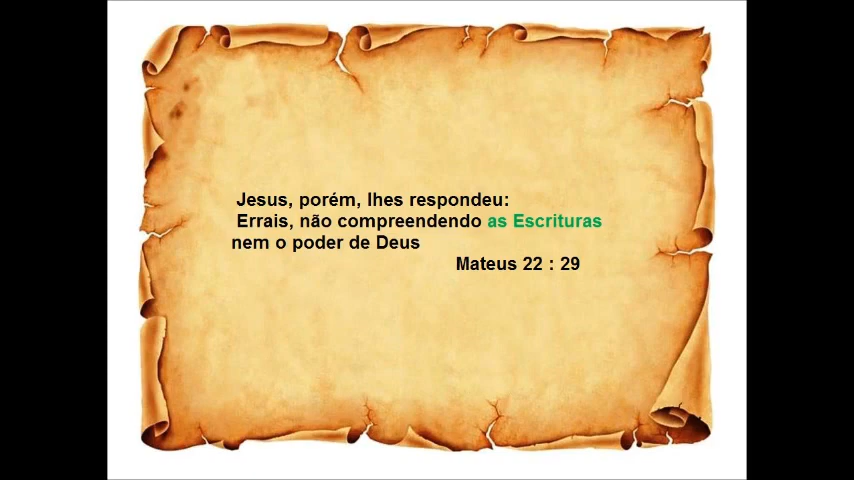 Jesus, porém, lhes respondeu:
Errais, não compreendendo as Escrituras
nem o poder de Deus
Mateus 22 : 29